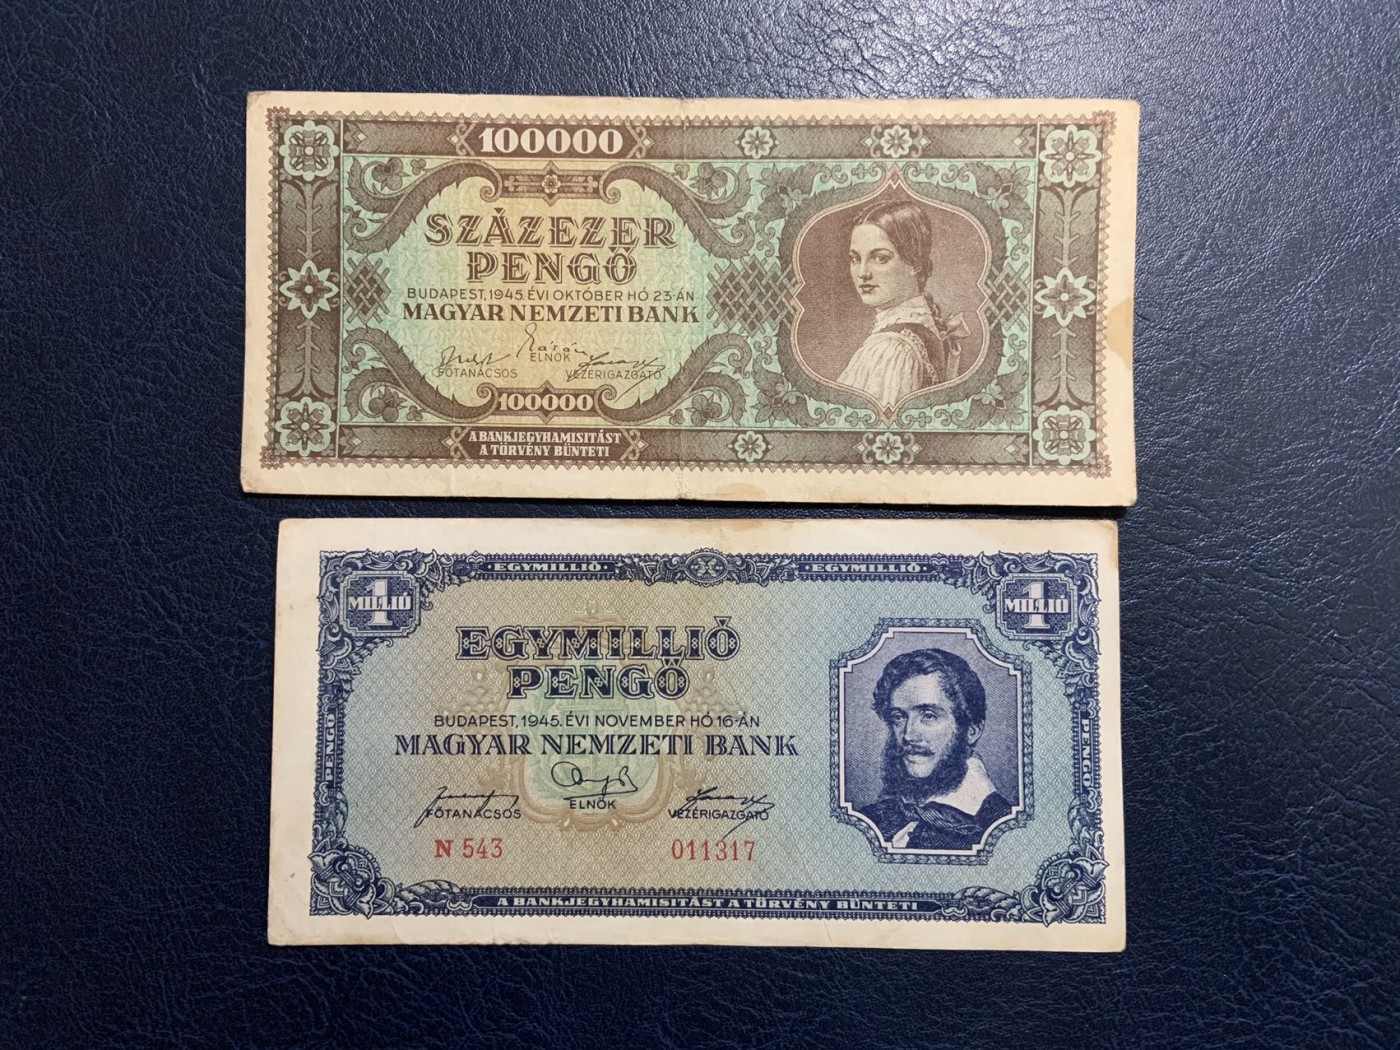 100000
SZÁZEZER
PENGŐ
BUDAPEST, 1945. ÉVI OKTÓBER HÓ 23-ÁN
MAGYAR NEMZETI BANK
ELNÖK
FŐTANÁCSOS VEZÉRIGAZGATÓ
100000
A BANKJEGYHAMISITÁST
A TÖRVÉNY BÜNTETI
·EGYMILLIÓ· ·EGYMILLIÓ·
1 MILLIÓ 1 MILLIÓ
EGYMILLIÓ
PENGŐ
BUDAPEST, 1945. ÉVI NOVEMBER HÓ 16-ÁN
MAGYAR NEMZETI BANK
PENGŐ PENGŐ
ELNÖK
FŐTANÁCSOS VEZÉRIGAZGATÓ
N 543 011317
A BANKJEGYHAMISITÁST A TÖRVÉNY BÜNTETI